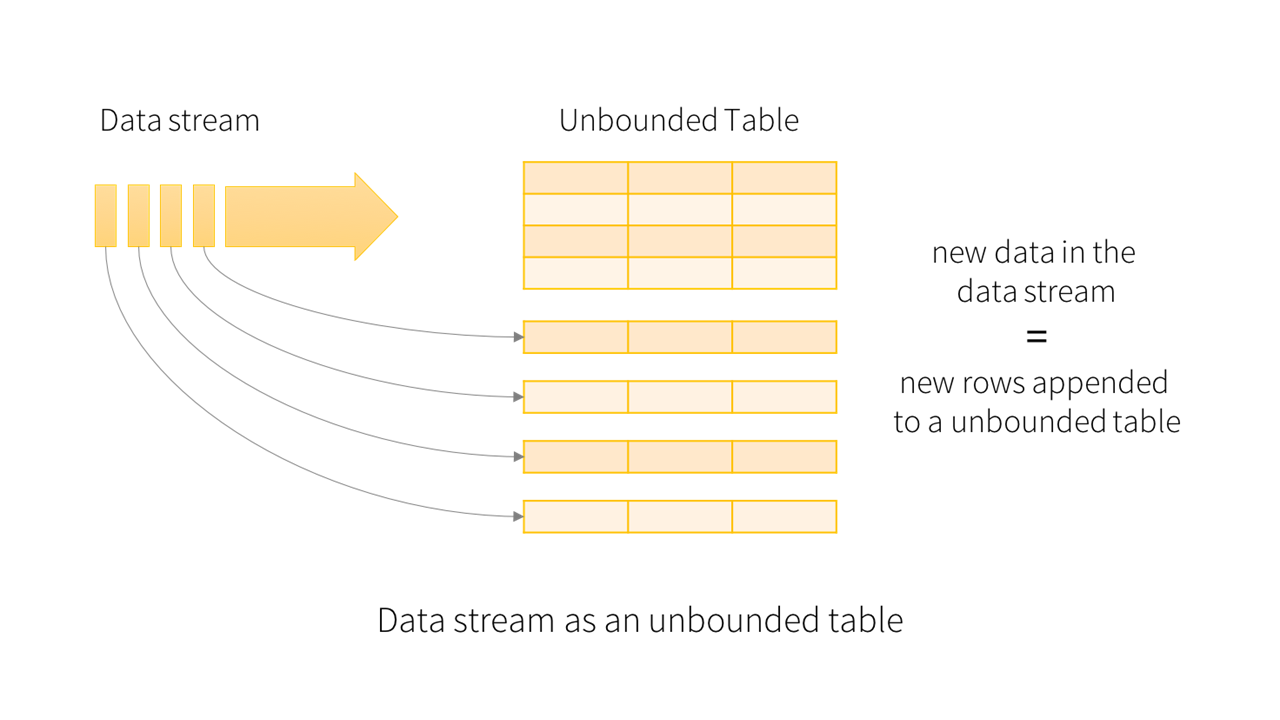 Data stream
Unbounded Table
new data in the
data stream
=
new rows appended
to a unbounded table
Data stream as an unbounded table